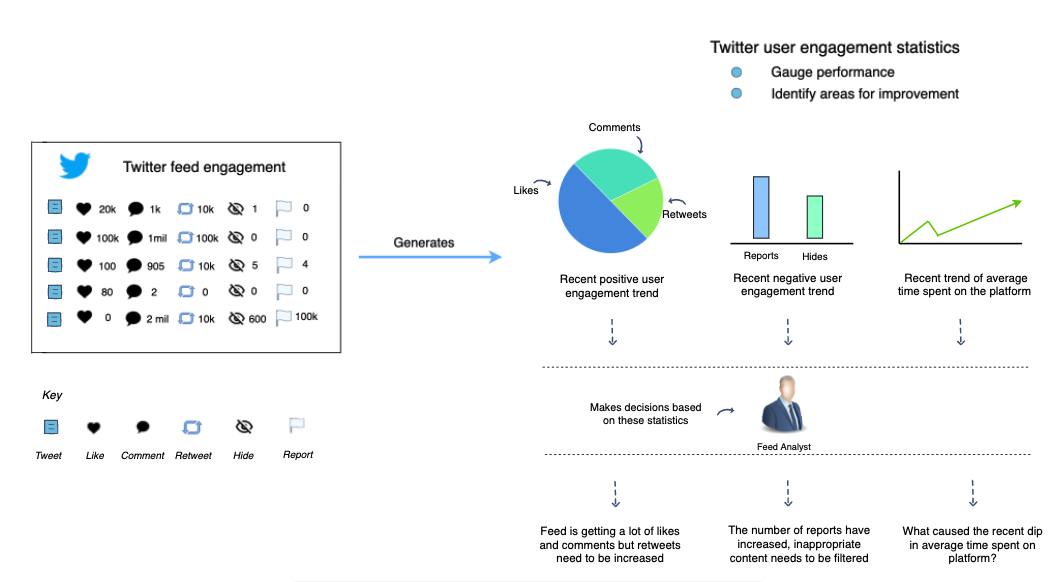 Twitter user engagement statistics
Gauge performance
Identify areas for improvement
Twitter feed engagement
20k 1k 10k 1 0
100k 1mil 100k 0 0
100 905 10k 5 4
80 2 0 0 0
0 2 mil 10k 600 100k
Key
Tweet Like Comment Retweet Hide Report
Generates
Comments
Likes
Retweets
Recent positive user
engagement trend
Reports Hides
Recent negative user
engagement trend
Recent trend of average
time spent on the platform
Makes decisions based
on these statistics
Feed Analyst
Feed is getting a lot of likes
and comments but retweets
need to be increased
The number of reports have
increased, inappropriate
content needs to be filtered
What caused the recent dip
in average time spent on
platform?